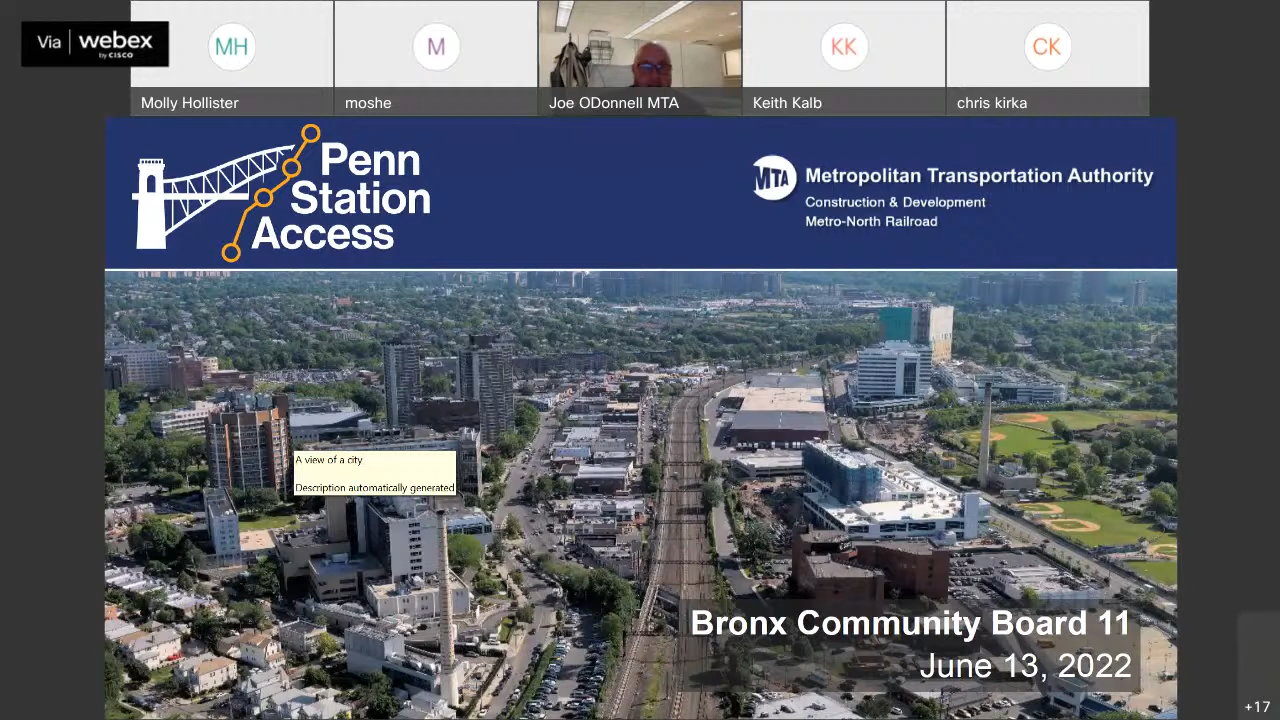 Via webex
by CISCO
MH
M
KK
CK
Molly Hollister
moshe
Joe ODonnell MTA
Keith Kalb
chris kirka
Penn
Station
Access
MTA
Metropolitan Transportation Authority
Construction & Development
Metro-North Railroad
A view of a city
Description automatically generated
Bronx Community Board 11
June 13, 2022
+17